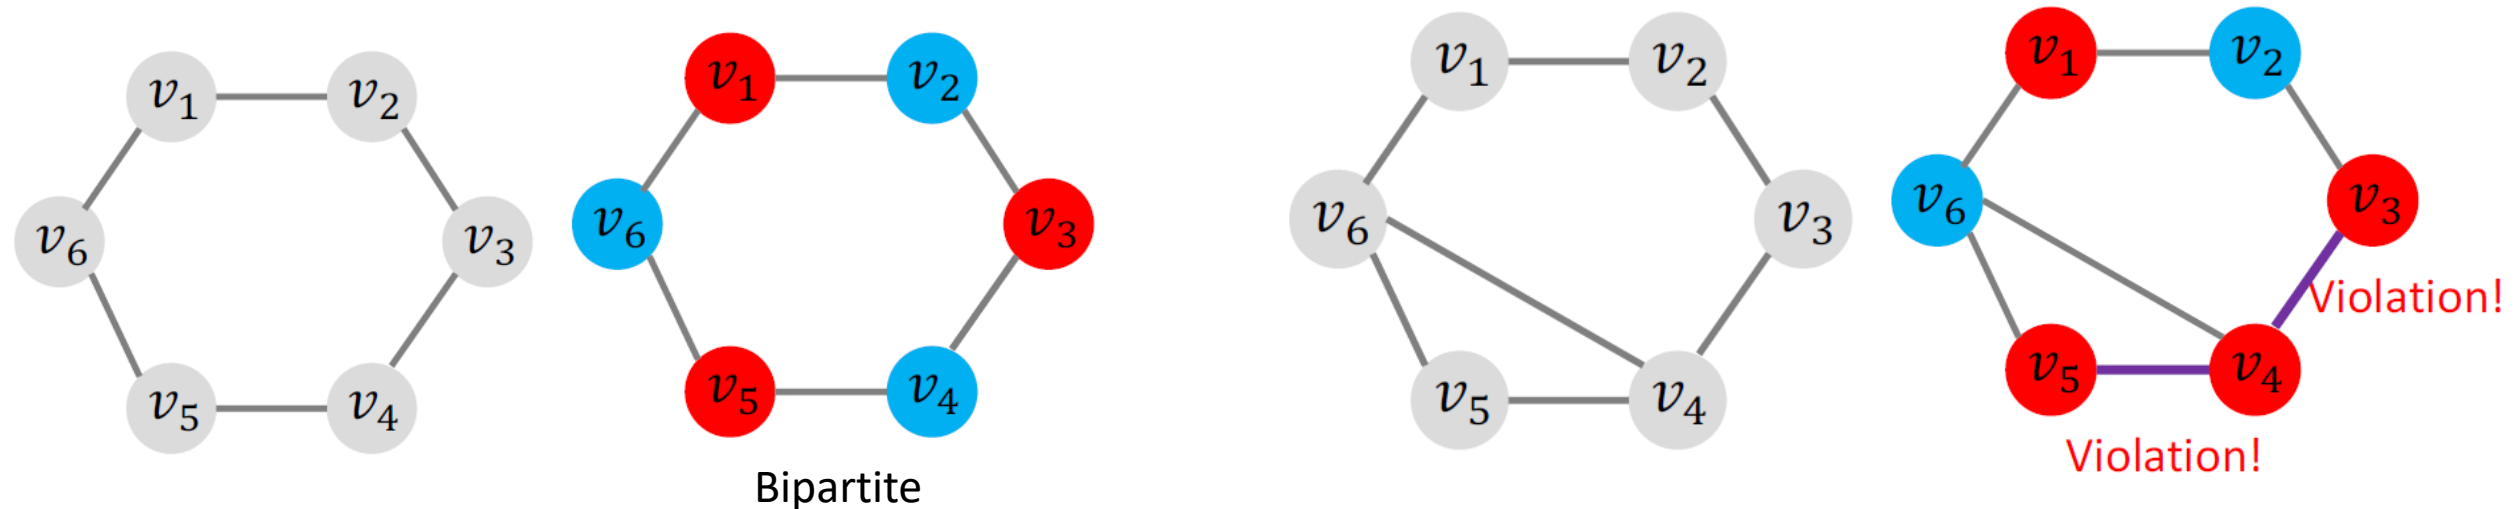 v₁ v₂ v₃ v₄ v₅ v₆
v₁ v₂ v₃ v₄ v₅ v₆
Bipartite
v₁ v₂ v₃ v₄ v₅ v₆
v₁ v₂ v₃ v₄ v₅ v₆
Violation!
Violation!